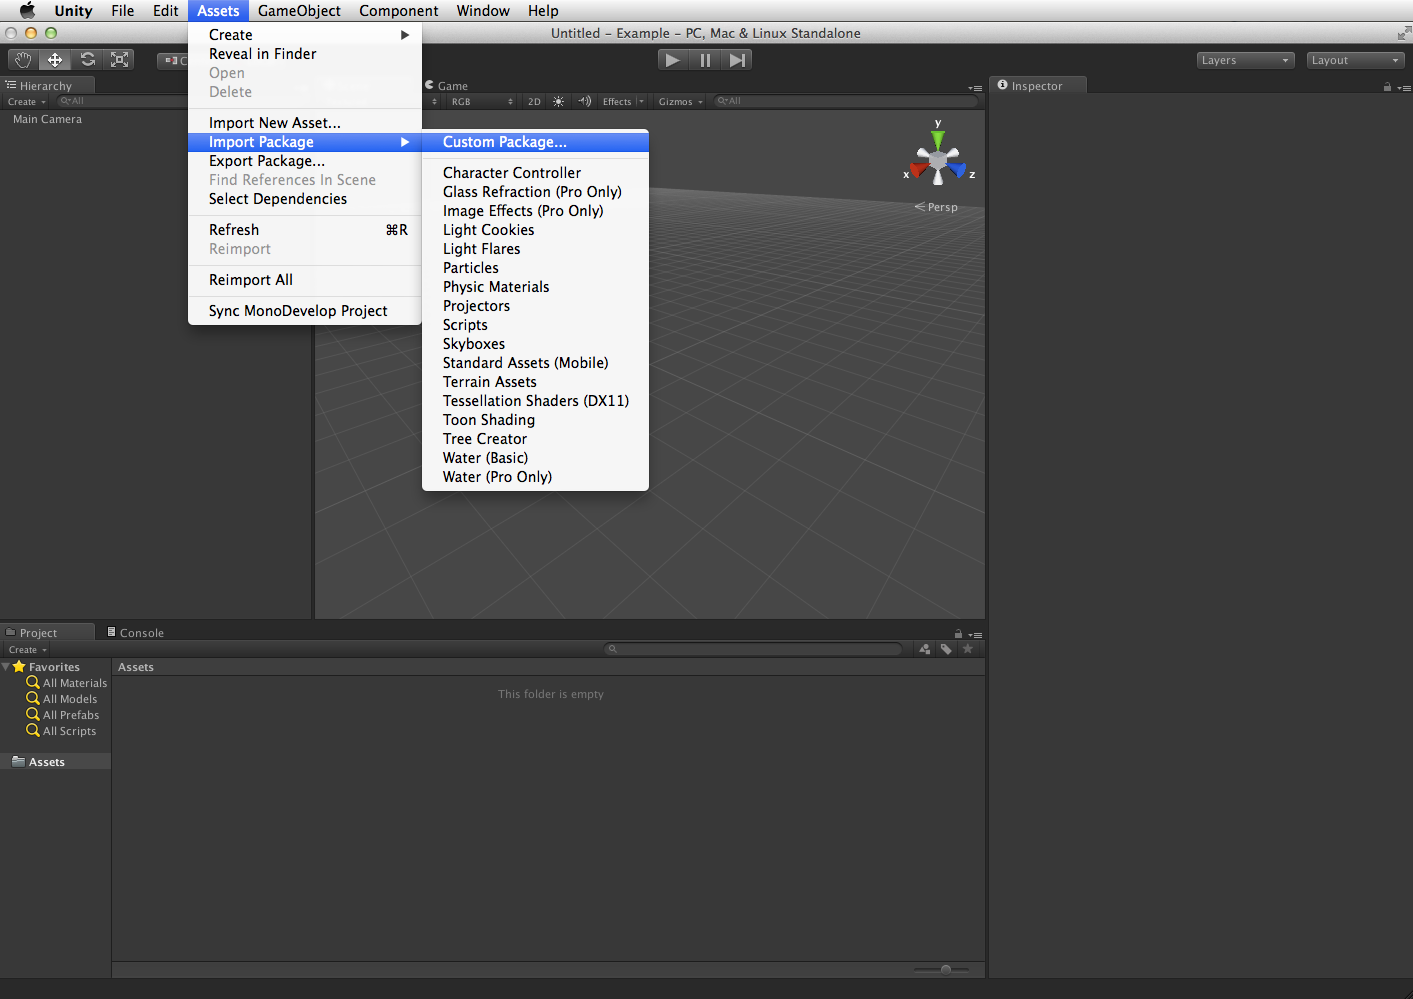 Unity File Edit Assets GameObject Component Window Help
Untitled – Example – PC, Mac & Linux Standalone
Layers Layout
Create
Reveal in Finder
Open
Delete
Import New Asset...
Import Package
Export Package...
Find References In Scene
Select Dependencies
Refresh ⌘R
Reimport
Reimport All
Sync MonoDevelop Project
Custom Package...
Character Controller
Glass Refraction (Pro Only)
Image Effects (Pro Only)
Light Cookies
Light Flares
Particles
Physic Materials
Projectors
Scripts
Skyboxes
Standard Assets (Mobile)
Terrain Assets
Tessellation Shaders (DX11)
Toon Shading
Tree Creator
Water (Basic)
Water (Pro Only)
Hierarchy
Create All
Main Camera
Game
RGB 2D Effects Gizmos All
y
x z
Persp
Inspector
Project Console
Create
Favorites
All Materials
All Models
All Prefabs
All Scripts
Assets
Assets
This folder is empty